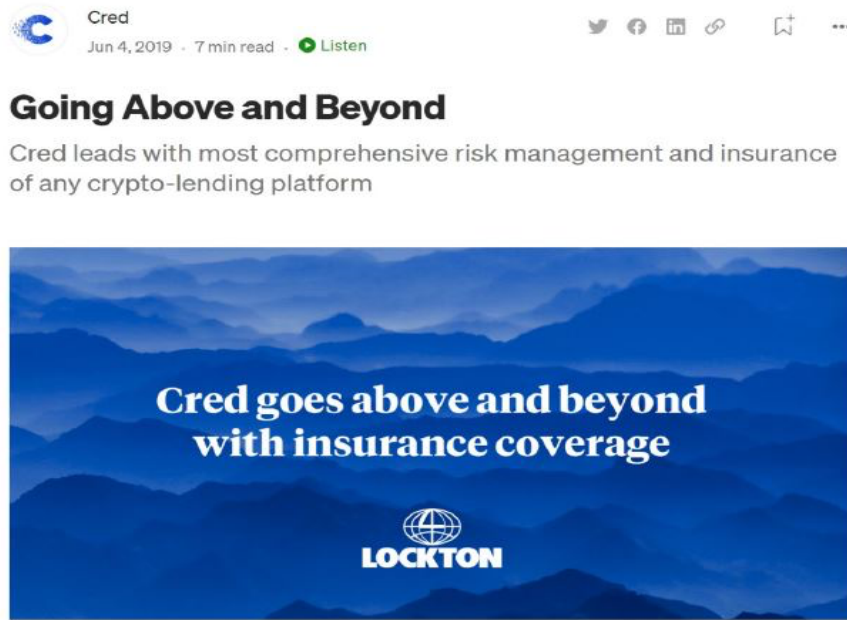 Cred
Jun 4, 2019 · 7 min read · Listen
Going Above and Beyond
Cred leads with most comprehensive risk management and insurance
of any crypto-lending platform
Cred goes above and beyond
with insurance coverage
LOCKTON